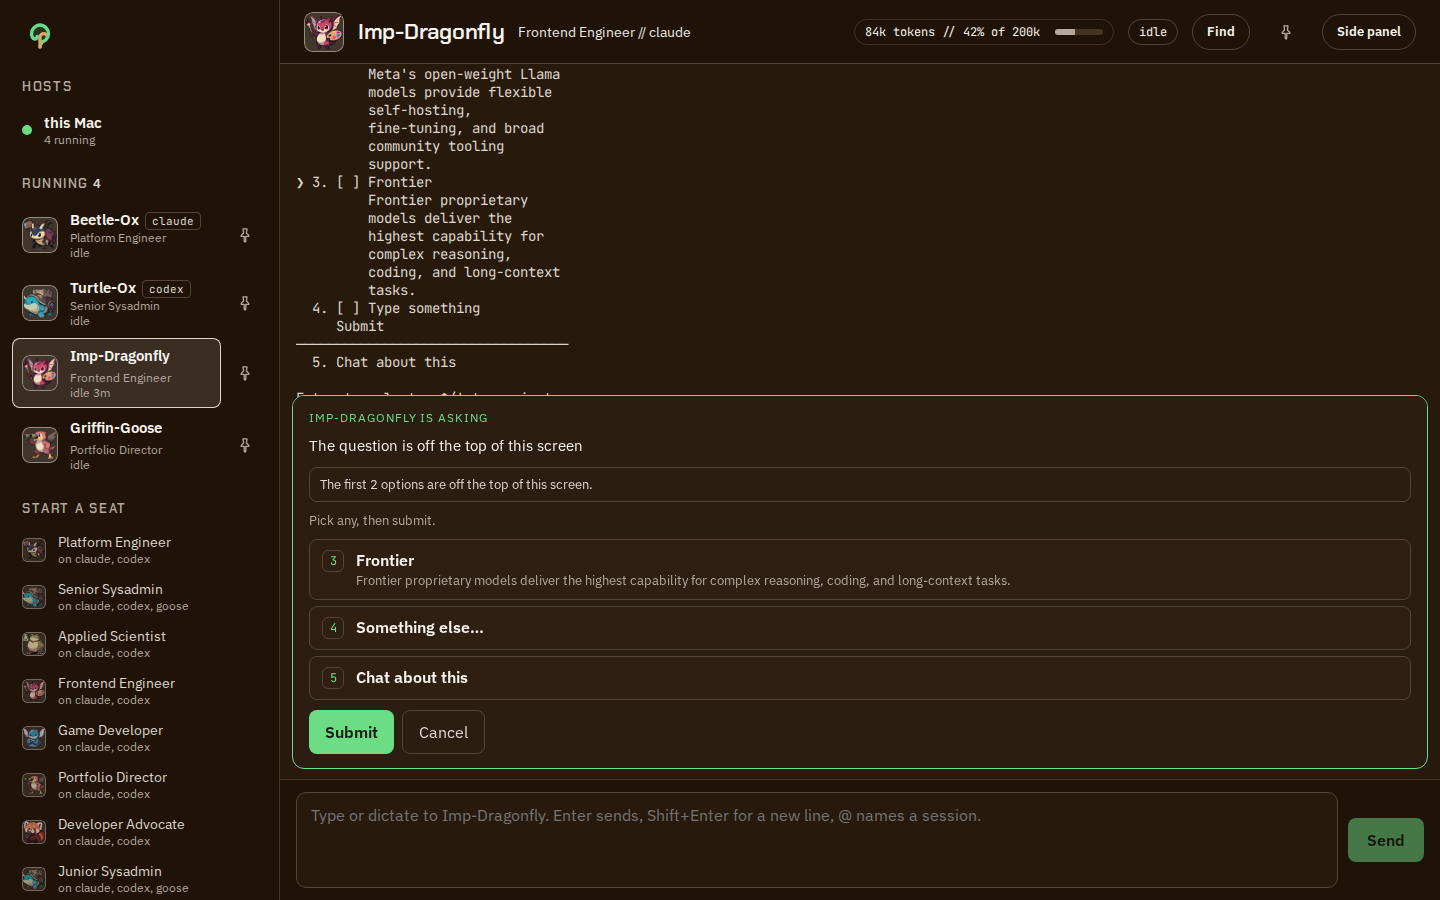 HOSTS
this Mac
4 running
RUNNING 4
Beetle-Ox claude
Platform Engineer
idle
Turtle-Ox codex
Senior Sysadmin
idle
Imp-Dragonfly
Frontend Engineer
idle 3m
Griffin-Goose
Portfolio Director
idle
START A SEAT
Platform Engineer
on claude, codex
Senior Sysadmin
on claude, codex, goose
Applied Scientist
on claude, codex
Frontend Engineer
on claude, codex
Game Developer
on claude, codex
Portfolio Director
on claude, codex
Developer Advocate
on claude, codex
Junior Sysadmin
on claude, codex, goose
Imp-Dragonfly Frontend Engineer // claude
84k tokens // 42% of 200k
idle
Find
Side panel
Meta's open-weight Llama
models provide flexible
self-hosting,
fine-tuning, and broad
community tooling
support.
❯ 3. [ ] Frontier
Frontier proprietary
models deliver the
highest capability for
complex reasoning,
coding, and long-context
tasks.
4. [ ] Type something
Submit
5. Chat about this
IMP-DRAGONFLY IS ASKING
The question is off the top of this screen
The first 2 options are off the top of this screen.
Pick any, then submit.
3 Frontier
Frontier proprietary models deliver the highest capability for complex reasoning, coding, and long-context tasks.
4 Something else...
5 Chat about this
Submit Cancel
Type or dictate to Imp-Dragonfly. Enter sends, Shift+Enter for a new line, @ names a session.
Send